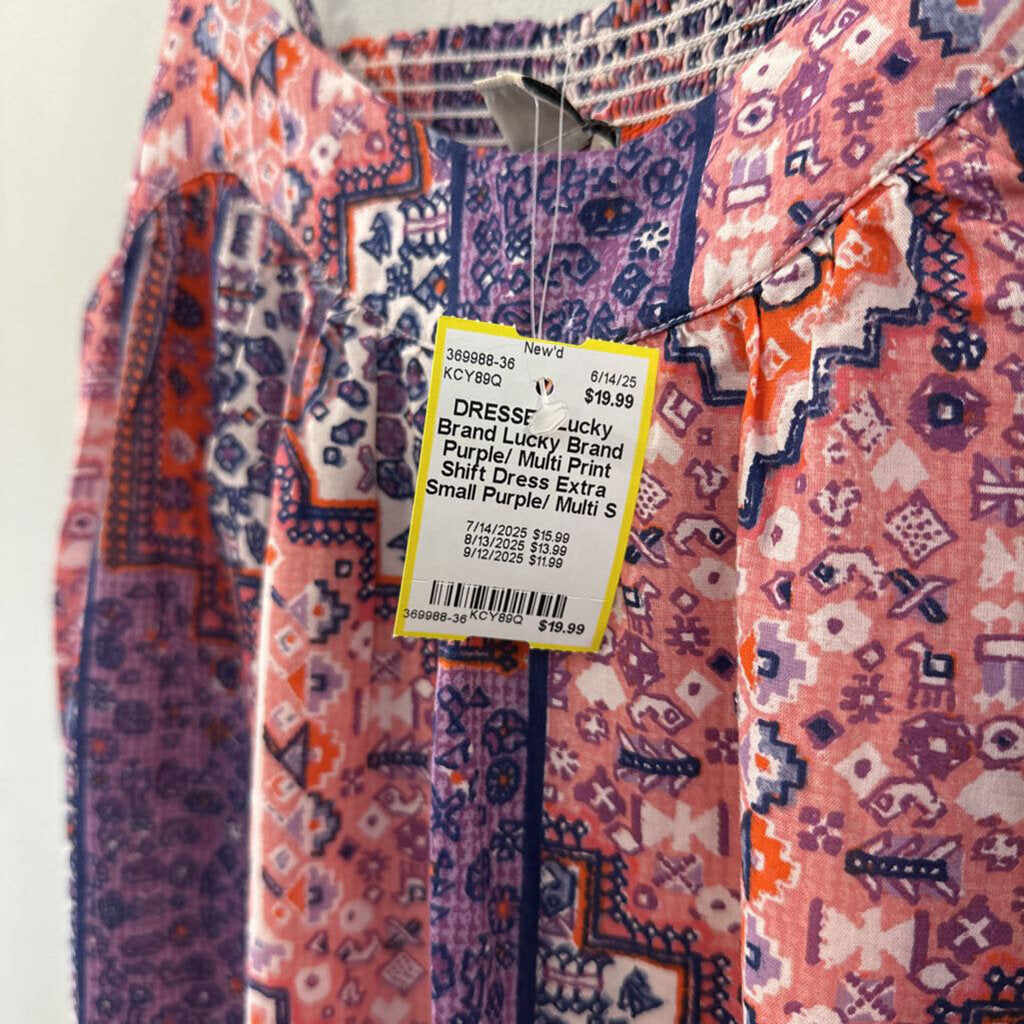 New'd
369988-36
KCY89Q
6/14/25
$19.99
DRESSE Lucky
Brand Lucky Brand
Purple/ Multi Print
Shift Dress Extra
Small Purple/ Multi S
7/14/2025 $15.99
8/13/2025 $13.99
9/12/2025 $11.99
369988-36 KCY89Q $19.99